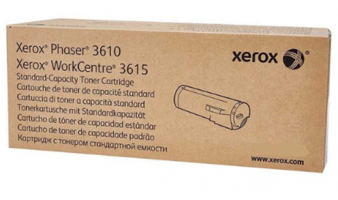 Xerox® Phaser® 3610
Xerox® WorkCentre® 3615
Standard-Capacity Toner Cartridge
Cartouche de toner de capacité standard
Cartuccia di toner a capacità standard
Tonerkartusche mit Standardkapazität
Cartucho de tóner de capacidad estándar
Cartucho de toner de capacidade padrão
Картридж с тонером стандартной емкости
xerox
www.xerox.com